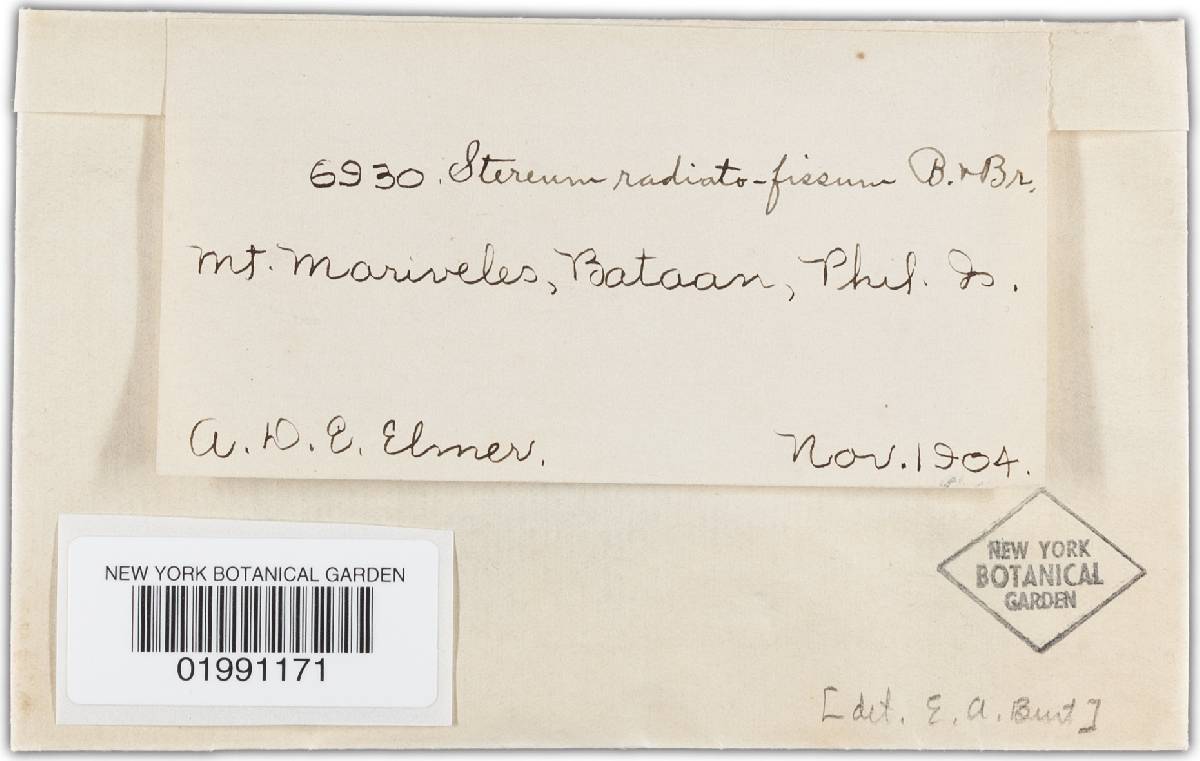 6930. Stereum radiato-fissum B. & Br.
Mt. Mariveles, Bataan, Phil. Is.
A. D. E. Elmer. Nov. 1904.
NEW YORK BOTANICAL GARDEN
01991171
NEW YORK
BOTANICAL
GARDEN
[det. E. A. Burt]